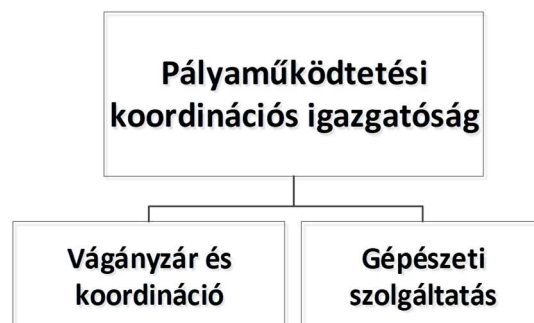 Pályaműködtetési
koordinációs igazgatóság
Vágányzár és
koordináció
Gépészeti
szolgáltatás